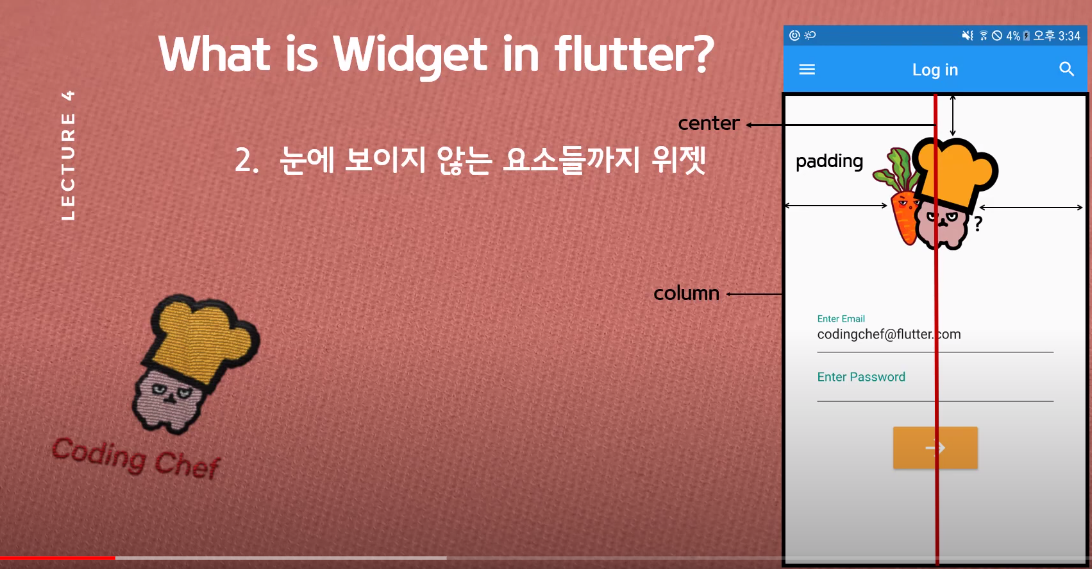 What is Widget in flutter?
LECTURE 4
2. 눈에 보이지 않는 요소들까지 위젯
Coding Chef
4% 오후 3:34
Log in
center
padding
?
column
Enter Email
codingchef@flutter.com
Enter Password